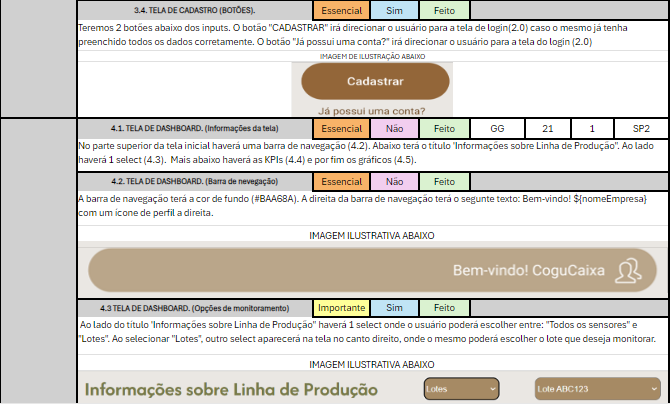 3.4. TELA DE CADASTRO (BOTÕES). Essencial Sim Feito
Teremos 2 botões abaixo dos inputs. O botão "CADASTRAR" irá direcionar o usuário para a tela de login(2.0) caso o mesmo já tenha
preenchido todos os dados corretamente. O botão "Já possui uma conta?" irá direcionar o usuário para a tela do login (2.0)
IMAGEM DE ILUSTRAÇÃO ABAIXO
Cadastrar
Já possui uma conta?
4.1. TELA DE DASHBOARD. (Informações da tela) Essencial Não Feito GG 21 1 SP2
No parte superior da tela inicial haverá uma barra de navegação (4.2). Abaixo terá o título "Informações sobre Linha de Produção". Ao lado
haverá 1 select (4.3). Mais abaixo haverá as KPIs (4.4) e por fim os gráficos (4.5).
4.2. TELA DE DASHBOARD. (Barra de nevegação) Essencial Não Feito
A barra de navegação terá a cor de fundo (#BAA68A). A direita da barra de navegação terá o segunte texto: Bem-vindo! ${nomeEmpresa}
com um ícone de perfil a direita.
IMAGEM ILUSTRATIVA ABAIXO
Bem-vindo! CoguCaixa
4.3 TELA DE DASHBOARD. (Opções de monitoramento) Importante Sim Feito
Ao lado do título "Informações sobre Linha de Produção" haverá 1 select onde o usuário poderá escolher entre: "Todos os sensores" e
"Lotes". Ao selecionar "Lotes", outro select aparecerá na tela no canto direito, onde o mesmo poderá escolher o lote que deseja monitorar.
IMAGEM ILUSTRATIVA ABAIXO
Informações sobre Linha de Produção Lotes Lote ABC123